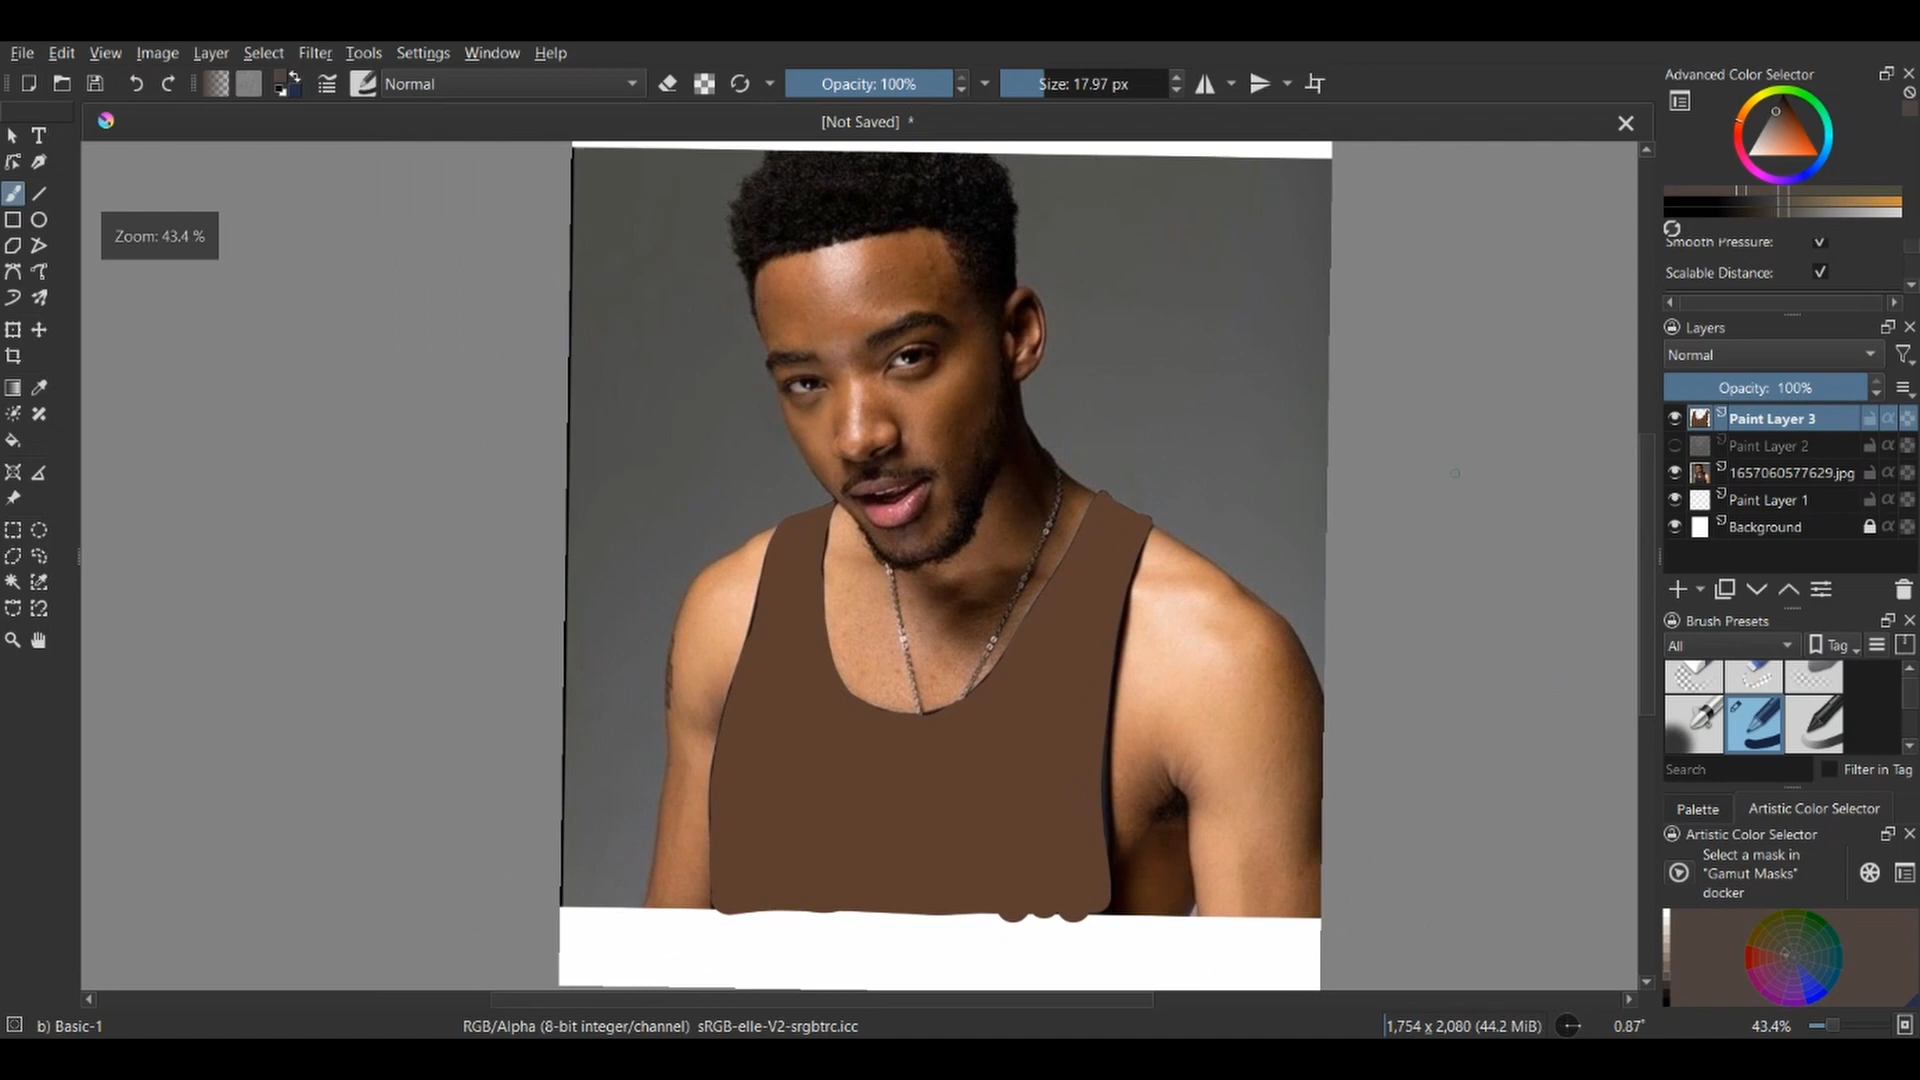 File Edit View Image Layer Select Filter Tools Settings Window Help
Normal Opacity: 100% Size: 17.97 px
[Not Saved] *
Zoom: 43.4 %
Advanced Color Selector
Smooth Pressure:
Scalable Distance:
Layers
Normal
Opacity: 100%
Paint Layer 3
Paint Layer 2
1657060577629.jpg
Paint Layer 1
Background
Brush Presets
All Tag
Search Filter in Tag
Palette Artistic Color Selector
Artistic Color Selector
Select a mask in
"Gamut Masks"
docker
b) Basic-1 RGB/Alpha (8-bit integer/channel) sRGB-elle-V2-srgbtrc.icc 1,754 x 2,080 (44.2 MiB) 0.87° 43.4%